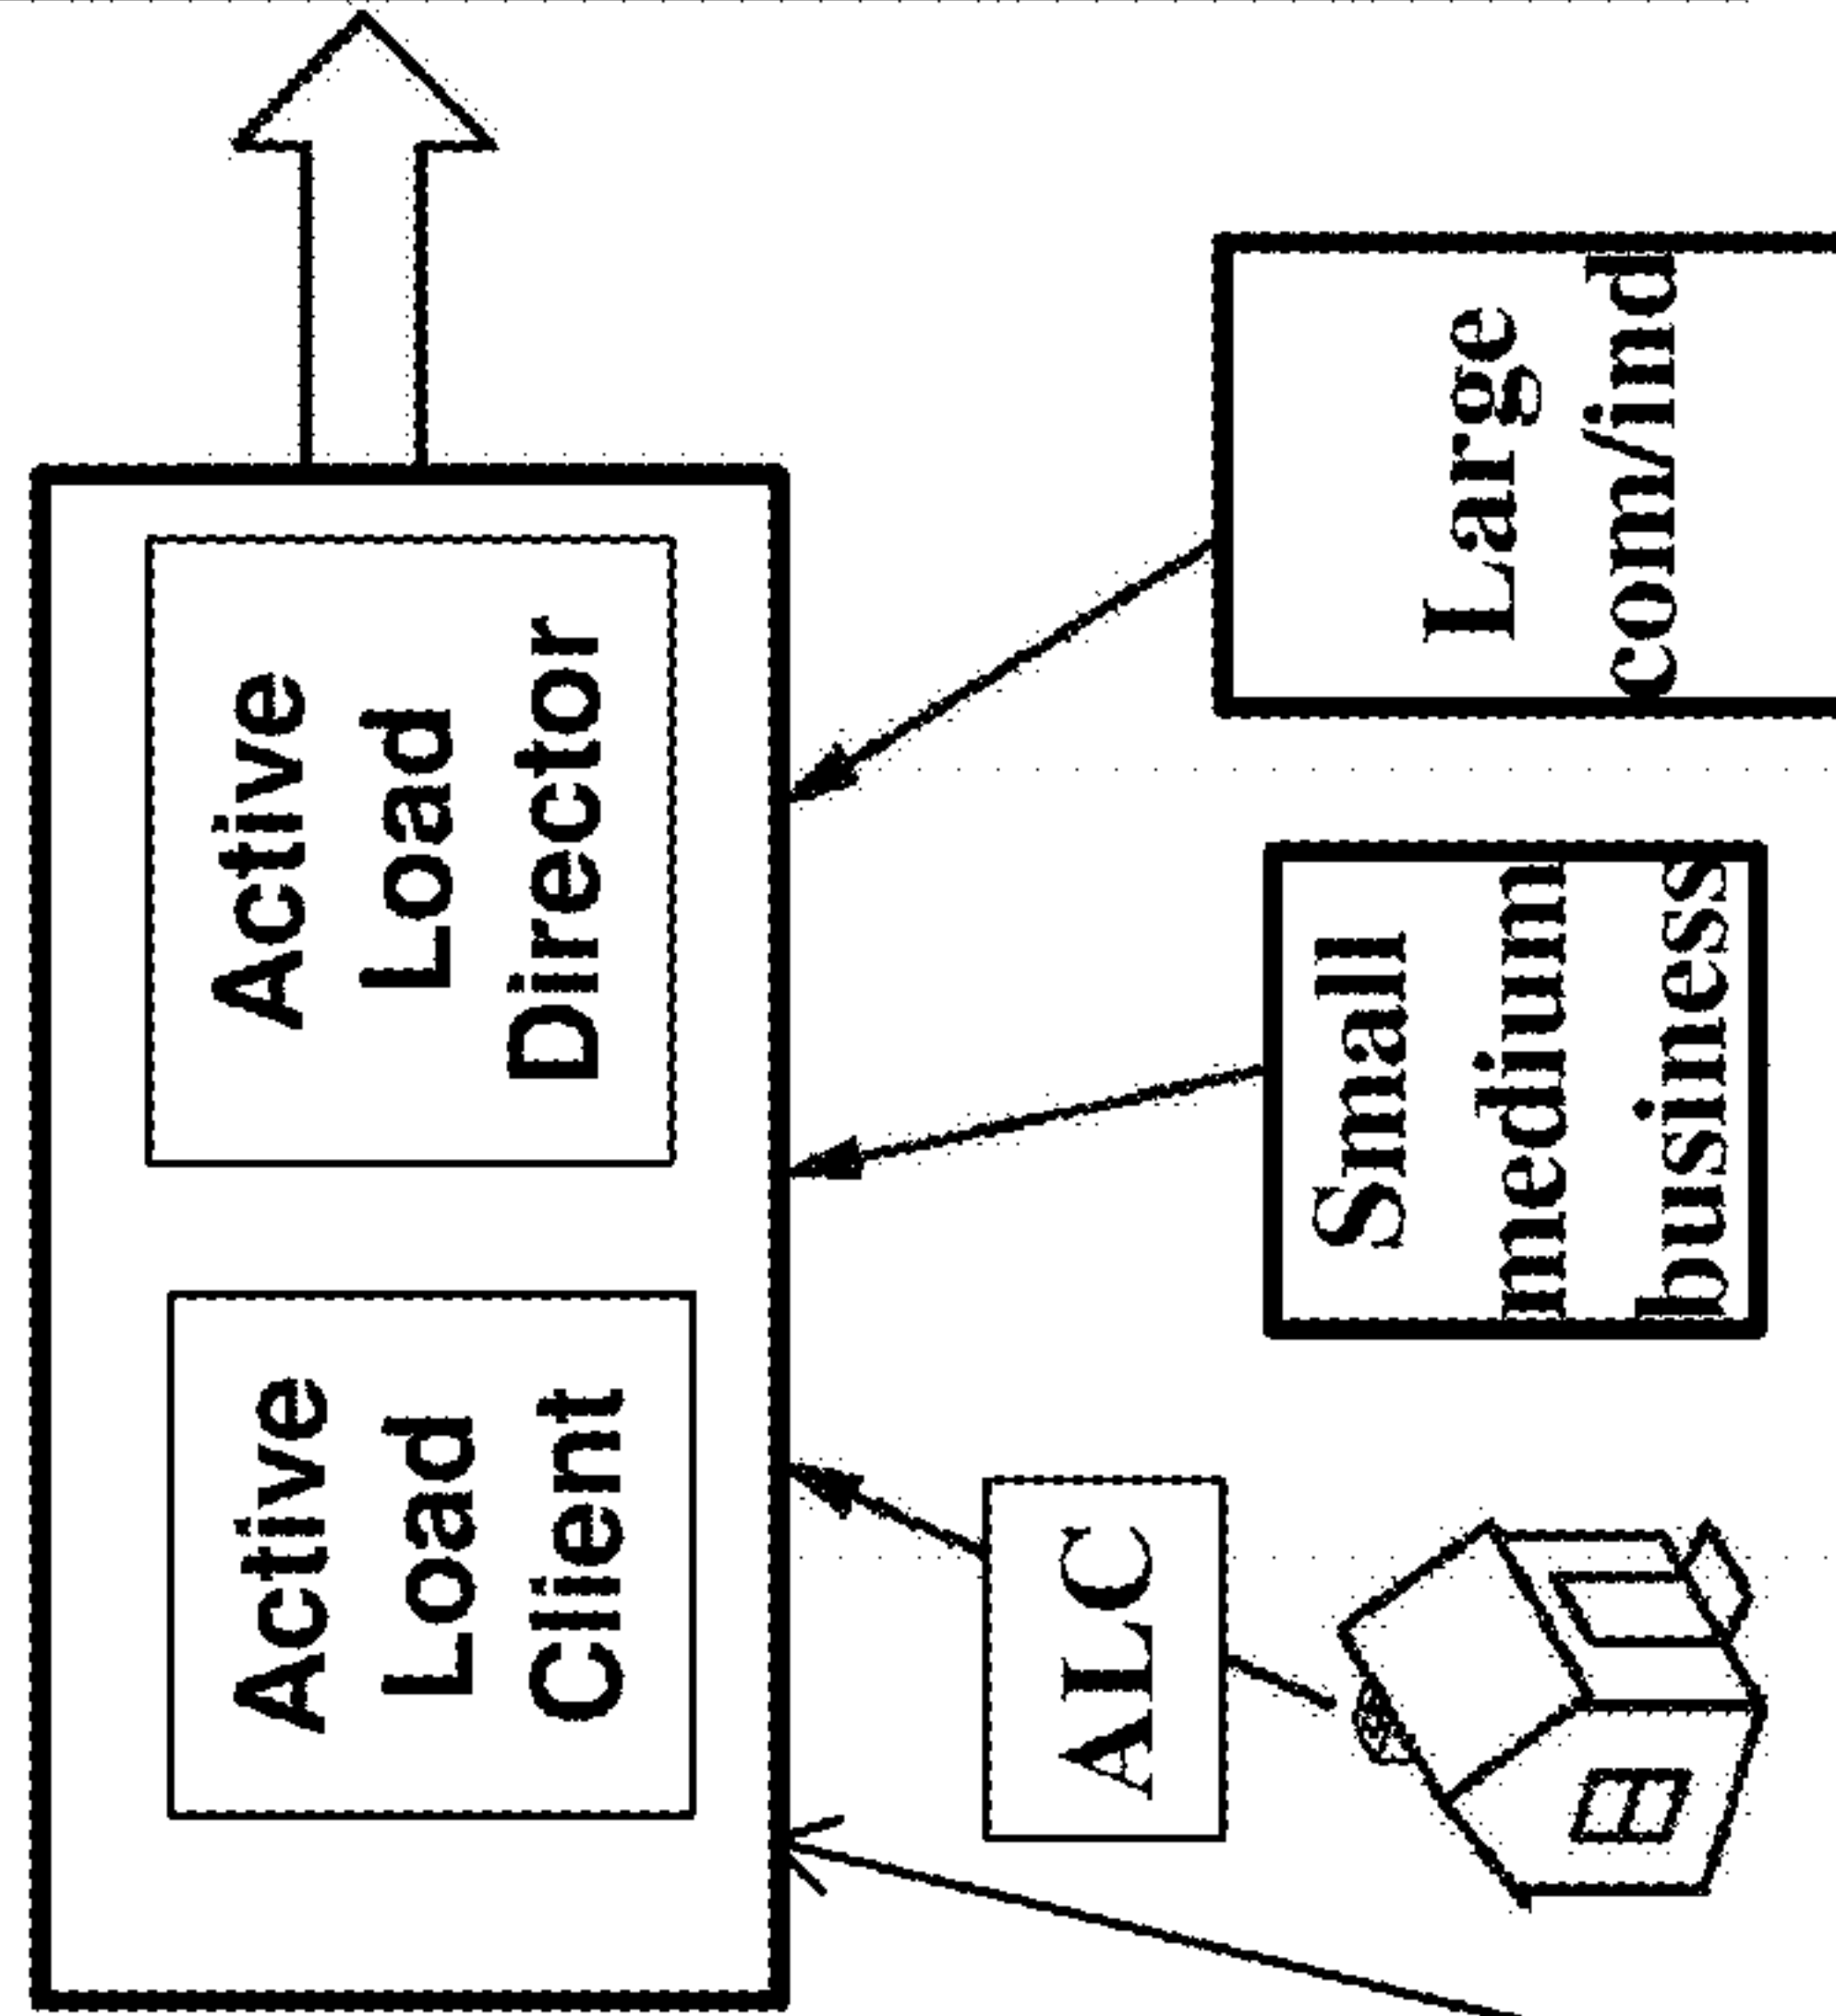 Active
Load
Client
Active
Load
Director
ALC
Small
medium
business
Large
com/ind